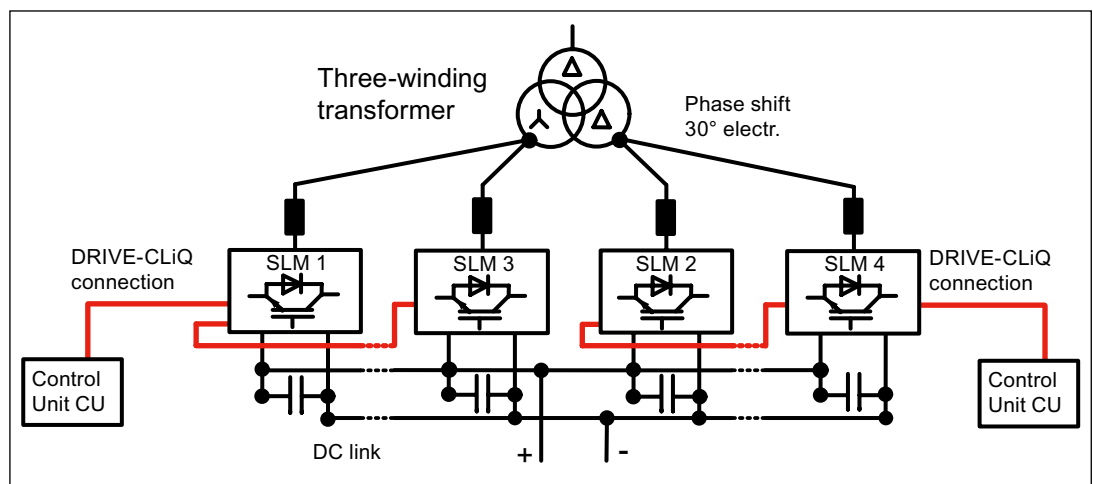 Three-winding
transformer
Phase shift
30° electr.
DRIVE-CLiQ
connection
SLM 1
SLM 3
SLM 2
SLM 4
DRIVE-CLiQ
connection
Control
Unit CU
Control
Unit CU
DC link
+
-